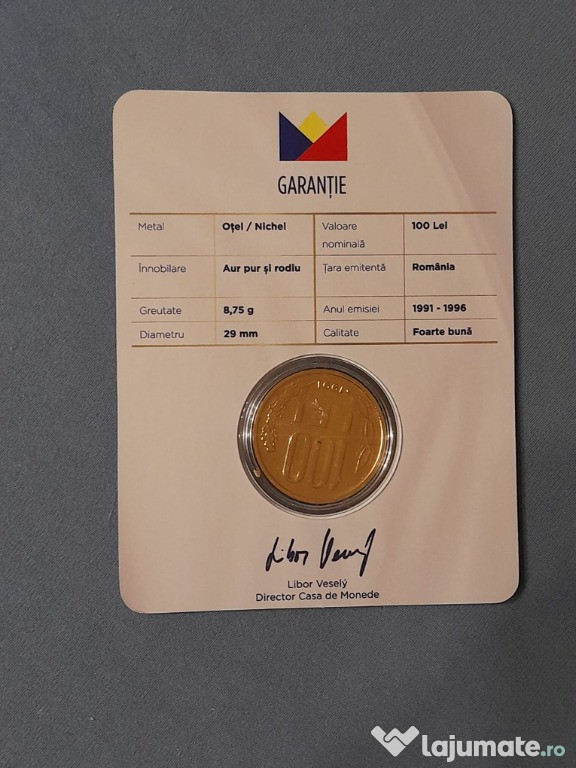 GARANȚIE
Metal Oțel / Nichel Valoare nominală 100 Lei
Înnobilare Aur pur și rodiu Țara emitentă România
Greutate 8,75 g Anul emisiei 1991 - 1996
Diametru 29 mm Calitate Foarte bună
100
Libor Veselý
Libor Veselý
Director Casa de Monede
lajumate.ro